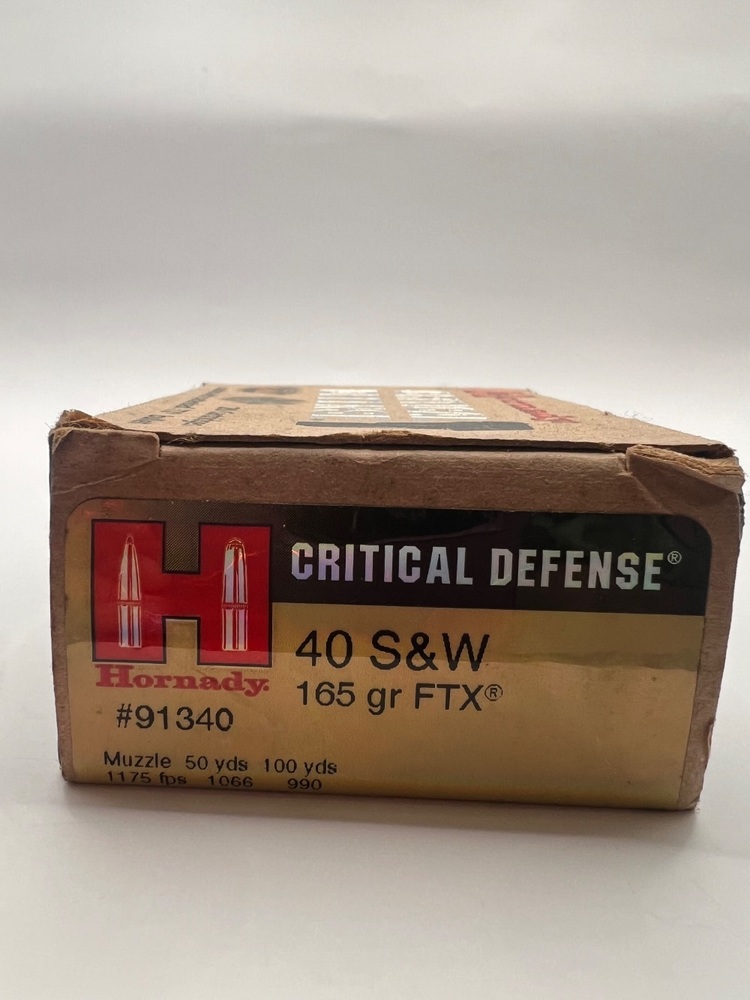 CRITICAL DEFENSE®
40 S&W
165 gr FTX®
Hornady.
#91340
Muzzle 50 yds 100 yds
1175 fps 1066 990